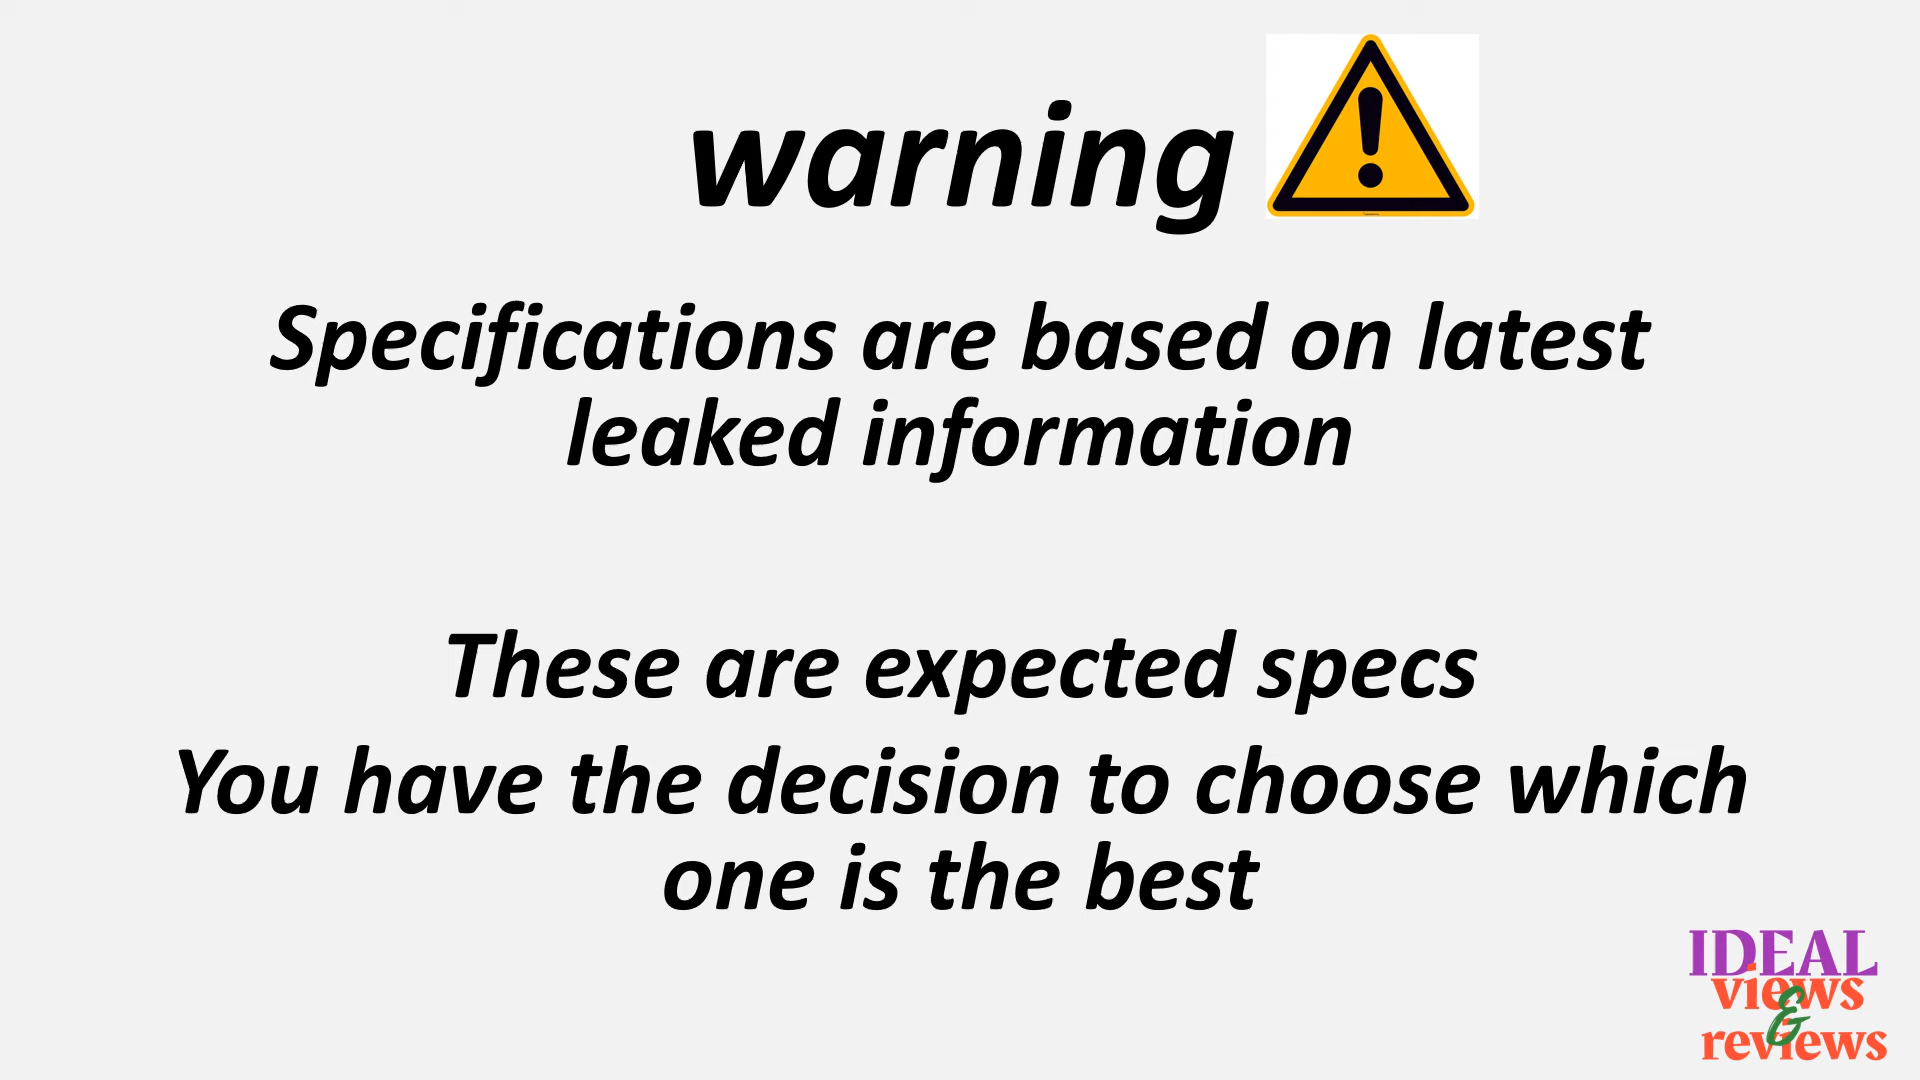 warning
Specifications are based on latest
leaked information
These are expected specs
You have the decision to choose which
one is the best
IDEAL
views
&
reviews